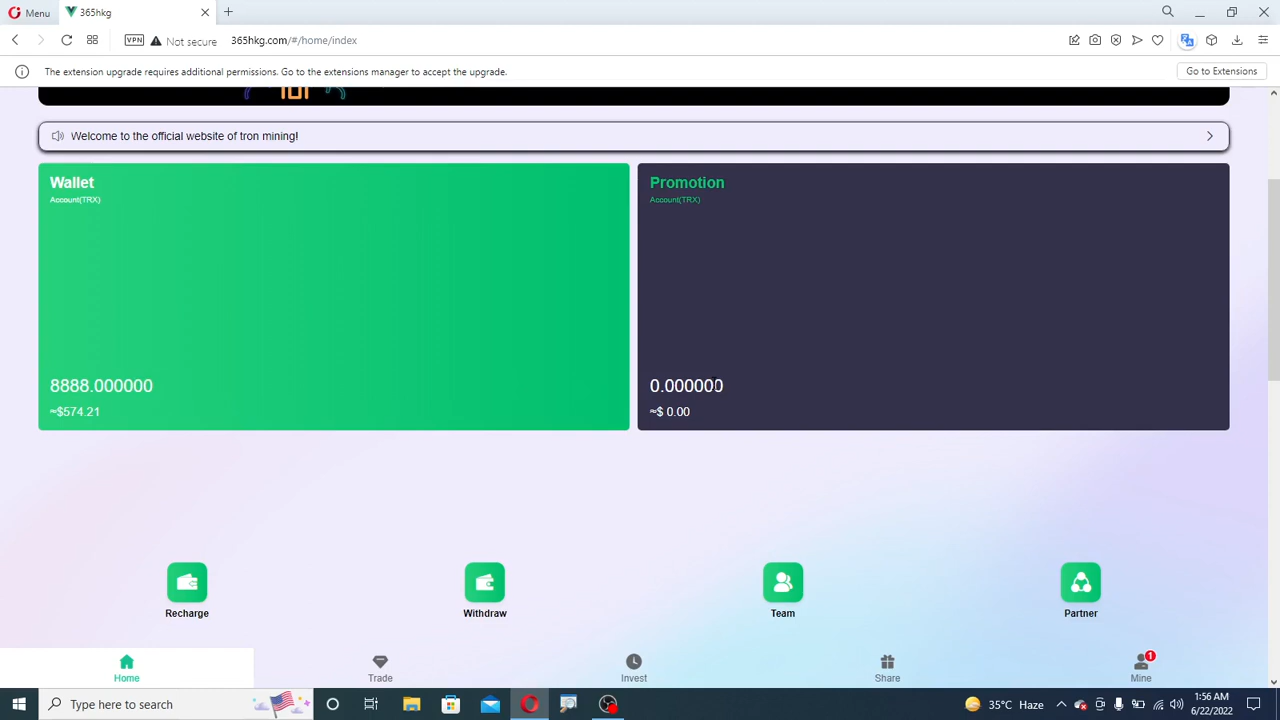 Menu
365hkg
VPN
Not secure
365hkg.com/#/home/index
The extension upgrade requires additional permissions. Go to the extensions manager to accept the upgrade.
Go to Extensions
Welcome to the official website of tron mining!
Wallet
Account(TRX)
8888.000000
≈$574.21
Promotion
Account(TRX)
0.000000
≈$ 0.00
Recharge
Withdraw
Team
Partner
Home
Trade
Invest
Share
1
Mine
Type here to search
35°C Haze
1:56 AM
6/22/2022